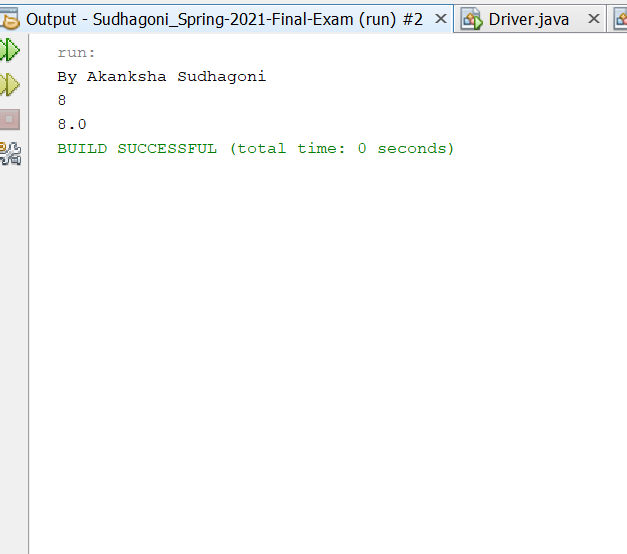 Output - Sudhagoni_Spring-2021-Final-Exam (run) #2 Driver.java
run:
By Akanksha Sudhagoni
8
8.0
BUILD SUCCESSFUL (total time: 0 seconds)